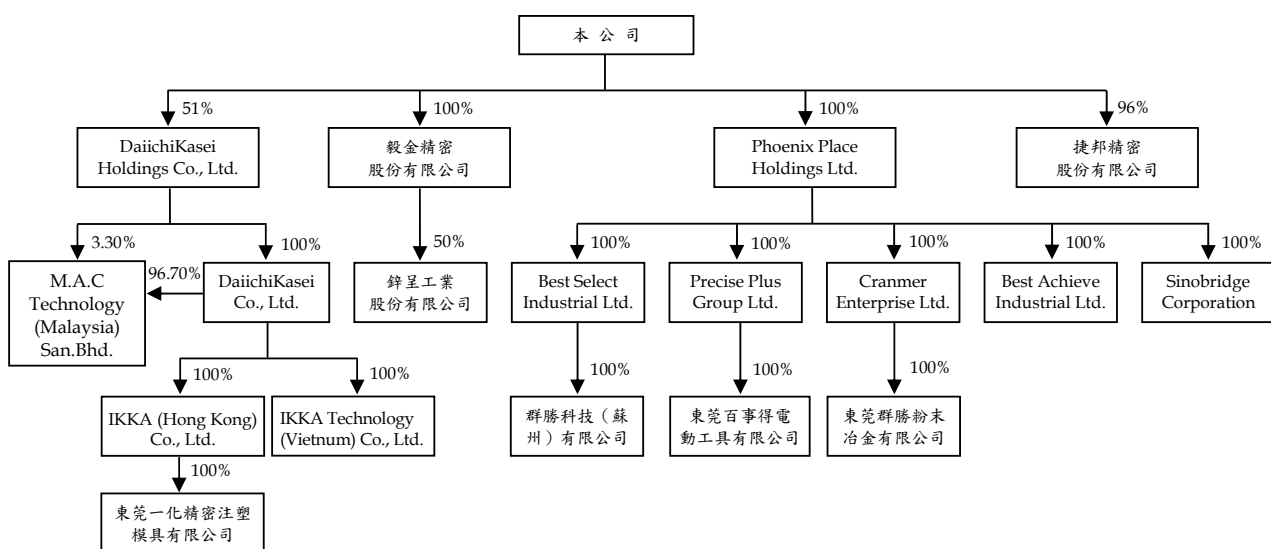 本 公 司
51%
100%
100%
96%
DaiichiKasei
Holdings Co., Ltd.
毅金精密
股份有限公司
Phoenix Place
Holdings Ltd.
捷邦精密
股份有限公司
3.30%
100%
50%
100%
100%
100%
100%
100%
M.A.C
Technology
(Malaysia)
San.Bhd.
96.70%
DaiichiKasei
Co., Ltd.
鋅呈工業
股份有限公司
Best Select
Industrial Ltd.
Precise Plus
Group Ltd.
Cranmer
Enterprise Ltd.
Best Achieve
Industrial Ltd.
Sinobridge
Corporation
100%
100%
100%
100%
100%
IKKA (Hong Kong)
Co., Ltd.
IKKA Technology
(Vietnum) Co., Ltd.
群勝科技（蘇
州）有限公司
東莞百事得電
動工具有限公司
東莞群勝粉末
冶金有限公司
100%
東莞一化精密注塑
模具有限公司